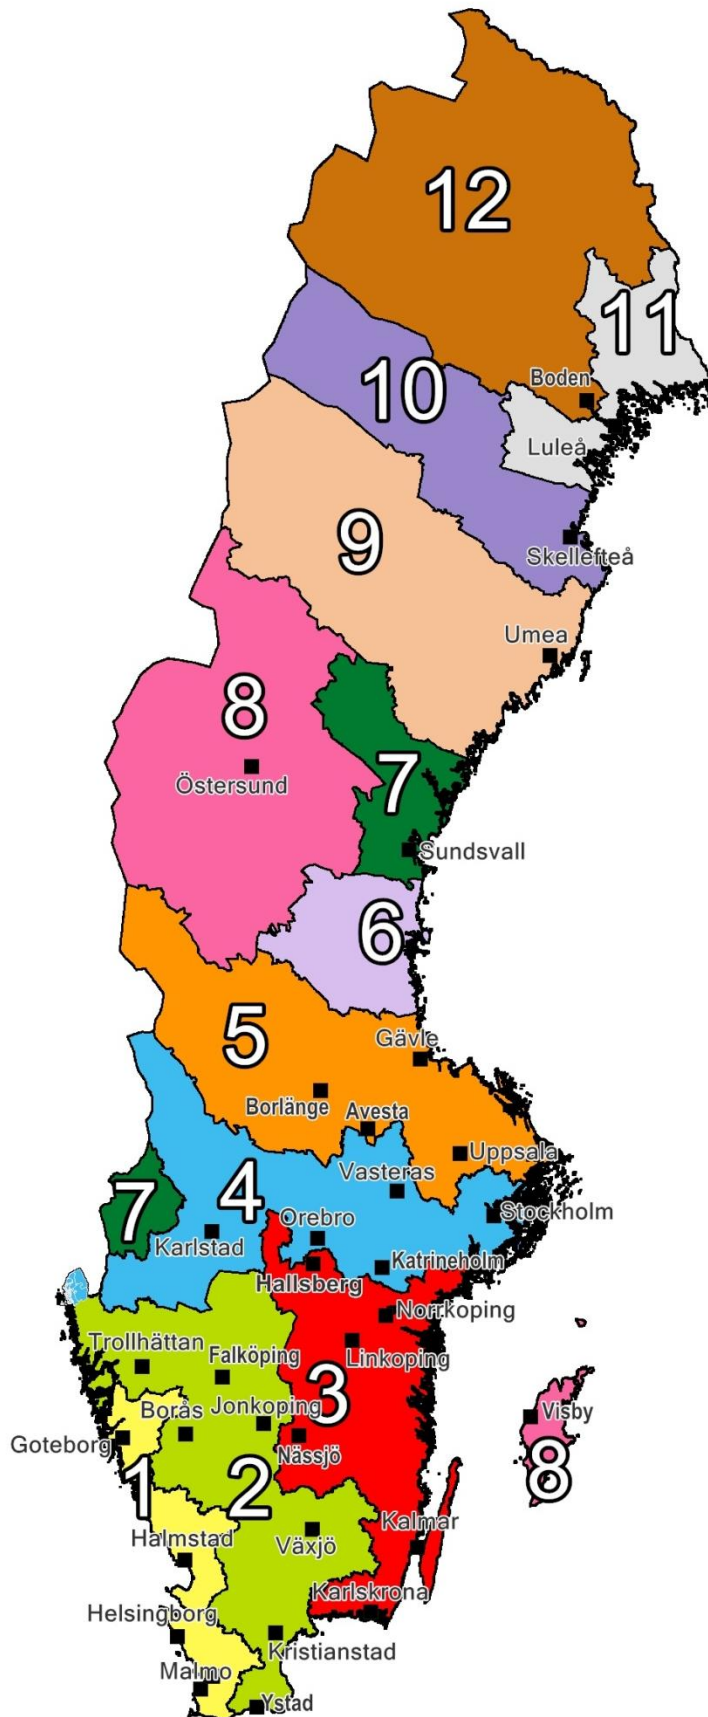 12
11
Boden
10
Luleå
9
Skellefteå
Umea
8
Östersund
7
Sundsvall
6
5
Gävle
Borlänge
Avesta
Uppsala
Vasteras
7
4
Stockholm
Karlstad
Orebro
Katrineholm
Hallsberg
Norrkoping
Trollhättan
Linkoping
Falköping
3
Borås
Jonkoping
Visby
Goteborg
Nässjö
1
2
8
Halmstad
Växjö
Kalmar
Karlskrona
Helsingborg
Kristianstad
Malmo
Ystad